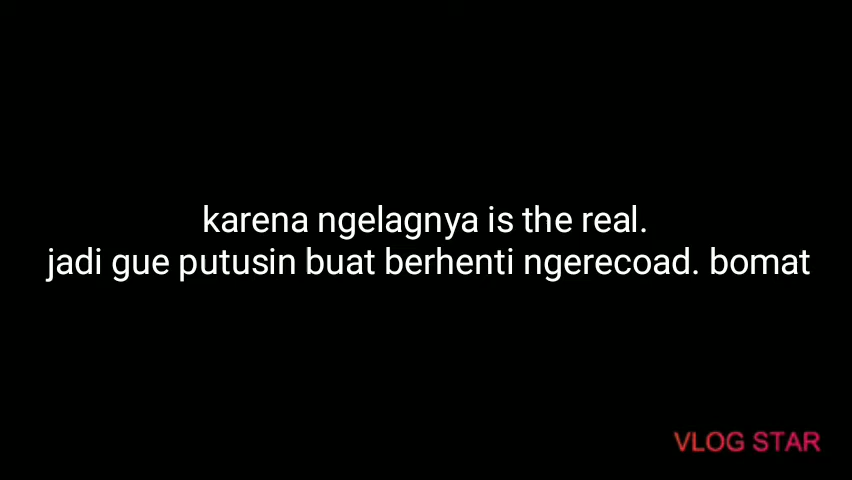 karena ngelagnya is the real.
jadi gue putusin buat berhenti ngerecoad. bomat
VLOG STAR